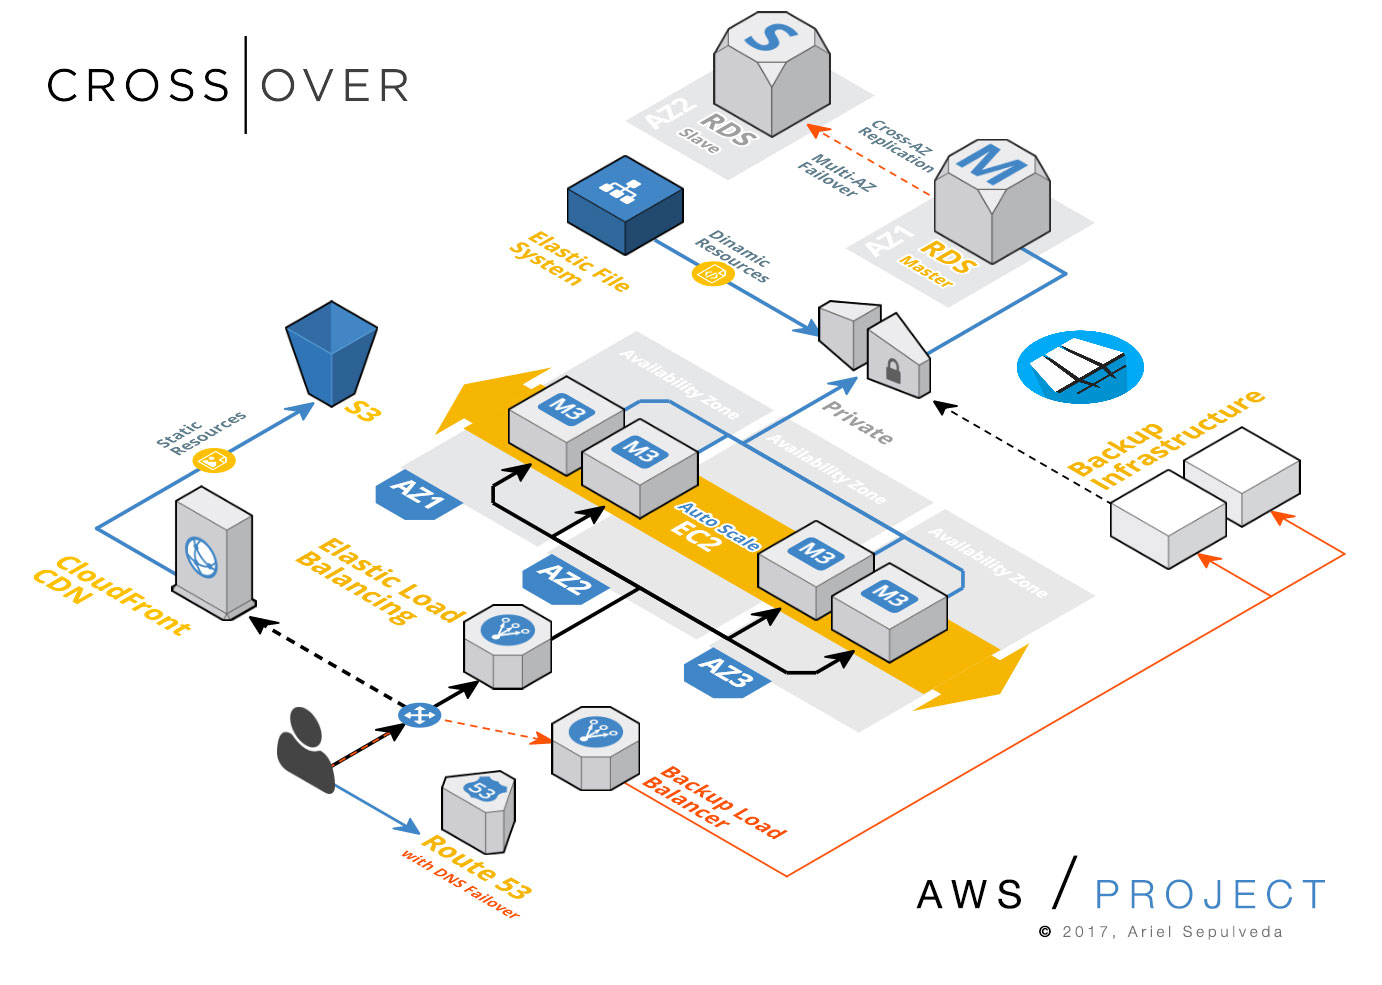 CROSS|OVER
S
AZ2
RDS
Slave
Cross-AZ
Replication
Multi-AZ
Failover
M
AZ1
RDS
Master
Elastic File
System
Dinamic
Resources
S3
Static
Resources
Availability Zone
Availability Zone
Availability Zone
Private
Backup
Infrastructure
M3
M3
M3
M3
Auto Scale
EC2
AZ1
AZ2
AZ3
CloudFront
CDN
Elastic Load
Balancing
Backup Load
Balancer
53
Route 53
with DNS Failover
AWS / PROJECT
© 2017, Ariel Sepulveda